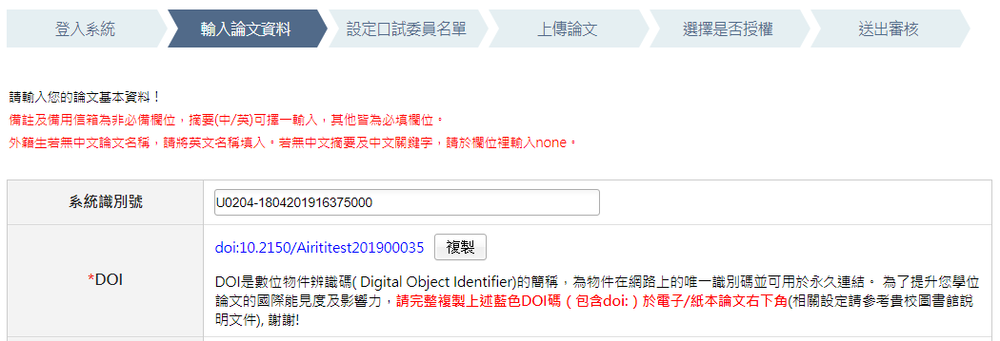 登入系統
輸入論文資料
設定口試委員名單
上傳論文
選擇是否授權
送出審核
請輸入您的論文基本資料！
備註及備用信箱為非必備欄位，摘要(中/英)可擇一輸入，其他皆為必填欄位。
外籍生若無中文論文名稱，請將英文名稱填入。若無中文摘要及中文關鍵字，請於欄位裡輸入none。
系統識別號
U0204-1804201916375000
*DOI
doi:10.2150/Airititest201900035
複製
DOI是數位物件辨識碼( Digital Object Identifier)的簡稱，為物件在網路上的唯一識別碼並可用於永久連結。 為了提升您學位
論文的國際能見度及影響力，請完整複製上述藍色DOI碼（包含doi:）於電子/紙本論文右下角(相關設定請參考貴校圖書館說
明文件), 謝謝!